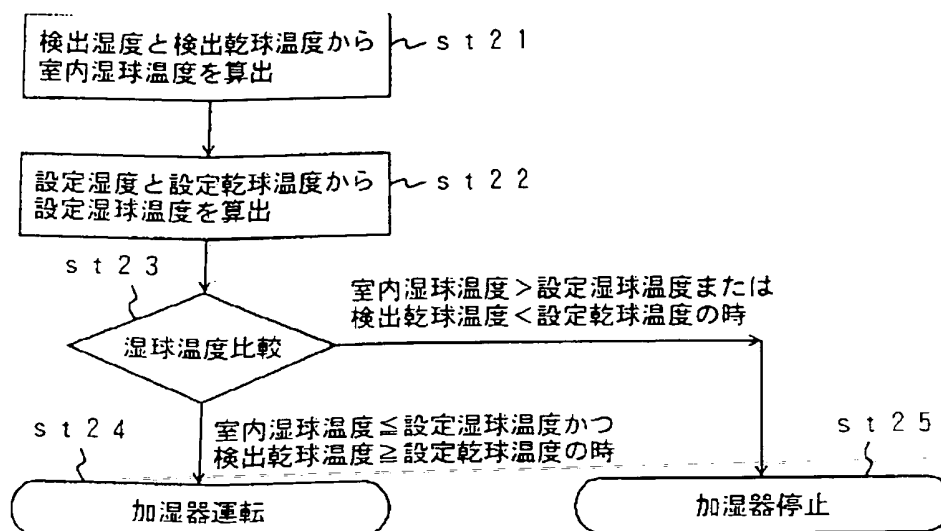 検出湿度と検出乾球温度から
室内湿球温度を算出
st21
設定湿度と設定乾球温度から
設定湿球温度を算出
st22
st23
湿球温度比較
室内湿球温度＞設定湿球温度または
検出乾球温度＜設定乾球温度の時
st24
室内湿球温度≦設定湿球温度かつ
検出乾球温度≧設定乾球温度の時
st25
加湿器運転
加湿器停止